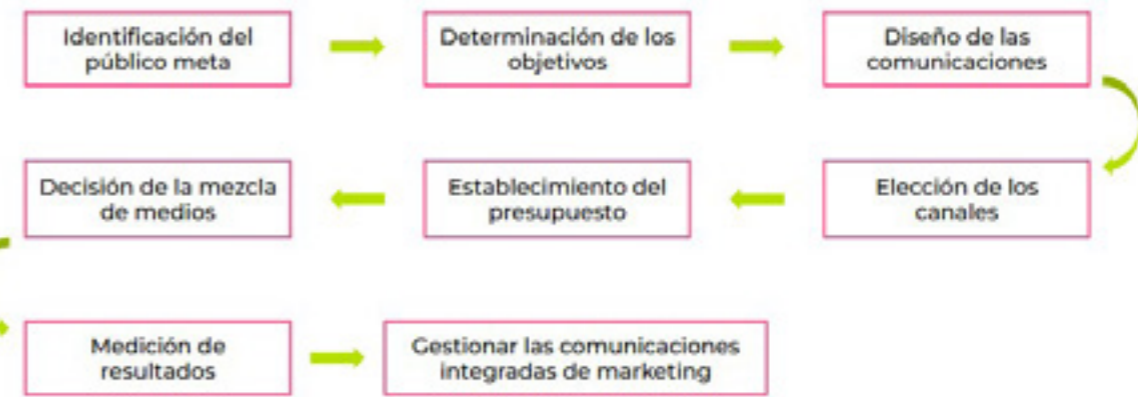 Identificación del
público meta
Determinación de los
objetivos
Diseño de las
comunicaciones
Elección de los
canales
Establecimiento del
presupuesto
Decisión de la mezcla
de medios
Medición de
resultados
Gestionar las comunicaciones
integradas de marketing